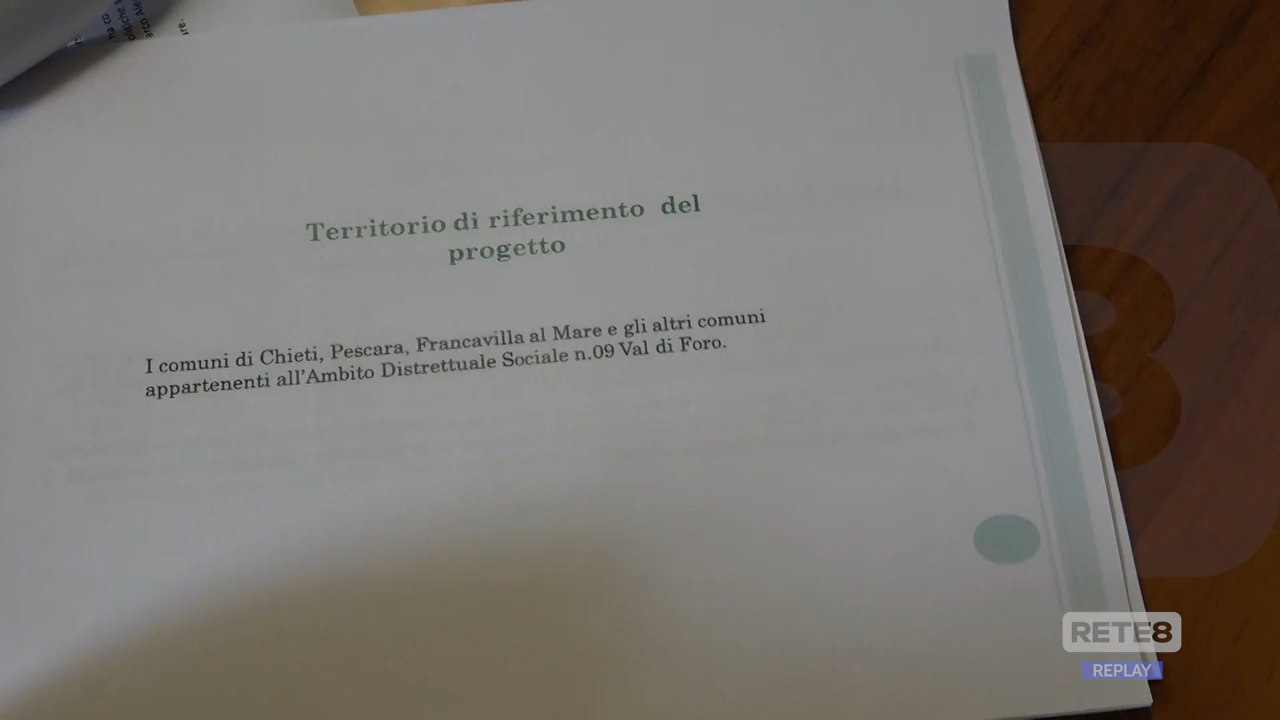 Territorio di riferimento del
progetto
I comuni di Chieti, Pescara, Francavilla al Mare e gli altri comuni
appartenenti all'Ambito Distrettuale Sociale n.09 Val di Foro.
RETE8
REPLAY